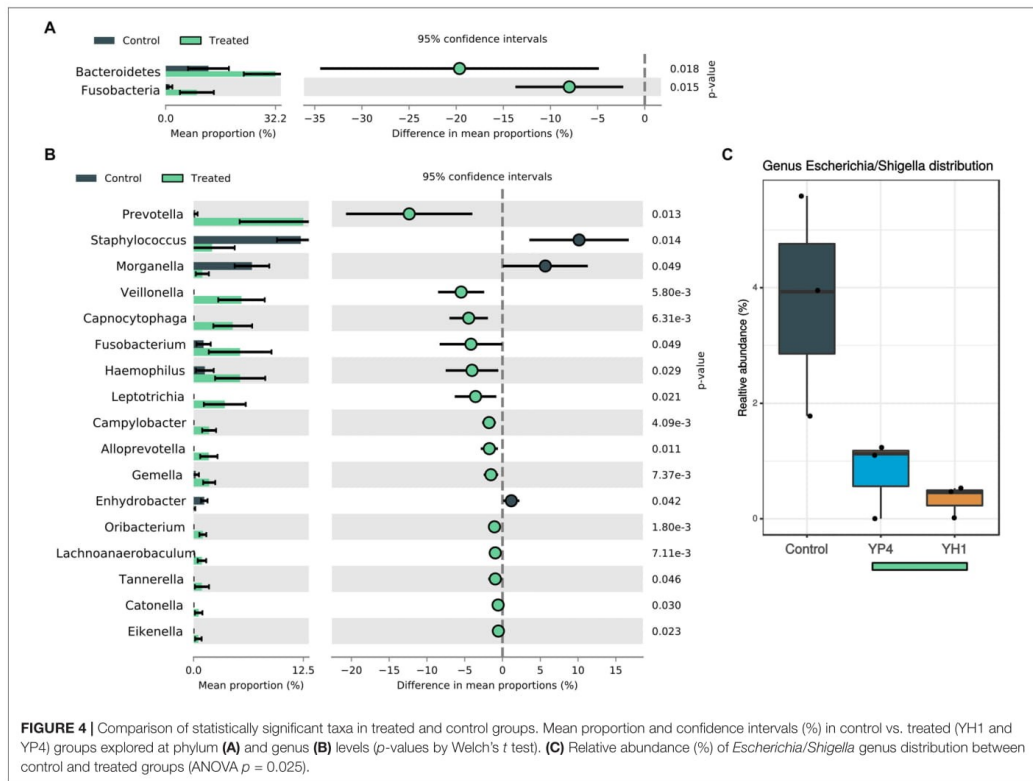 A
Control Treated
95% confidence intervals
Bacteroidetes
Fusobacteria
0.018
0.015
p-value
0.0 32.2
Mean proportion (%)
−35 −30 −25 −20 −15 −10 −5 0
Difference in mean proportions (%)
B
Control Treated
95% confidence intervals
Prevotella 0.013
Staphylococcus 0.014
Morganella 0.049
Veillonella 5.80e-3
Capnocytophaga 6.31e-3
Fusobacterium 0.049
Haemophilus 0.029
Leptotrichia 0.021
Campylobacter 4.09e-3
Alloprevotella 0.011
Gemella 7.37e-3
Enhydrobacter 0.042
Oribacterium 1.80e-3
Lachnoanaerobaculum 7.11e-3
Tannerella 0.046
Catonella 0.030
Eikenella 0.023
p-value
0.0 12.5
Mean proportion (%)
−20 −15 −10 −5 0 5 10 15
Difference in mean proportions (%)
C
Genus Escherichia/Shigella distribution
Realtive abundance (%)
4
2
0
Control YP4 YH1
FIGURE 4 | Comparison of statistically significant taxa in treated and control groups. Mean proportion and confidence intervals (%) in control vs. treated (YH1 and
YP4) groups explored at phylum (A) and genus (B) levels (p-values by Welch's t test). (C) Relative abundance (%) of Escherichia/Shigella genus distribution between
control and treated groups (ANOVA p = 0.025).